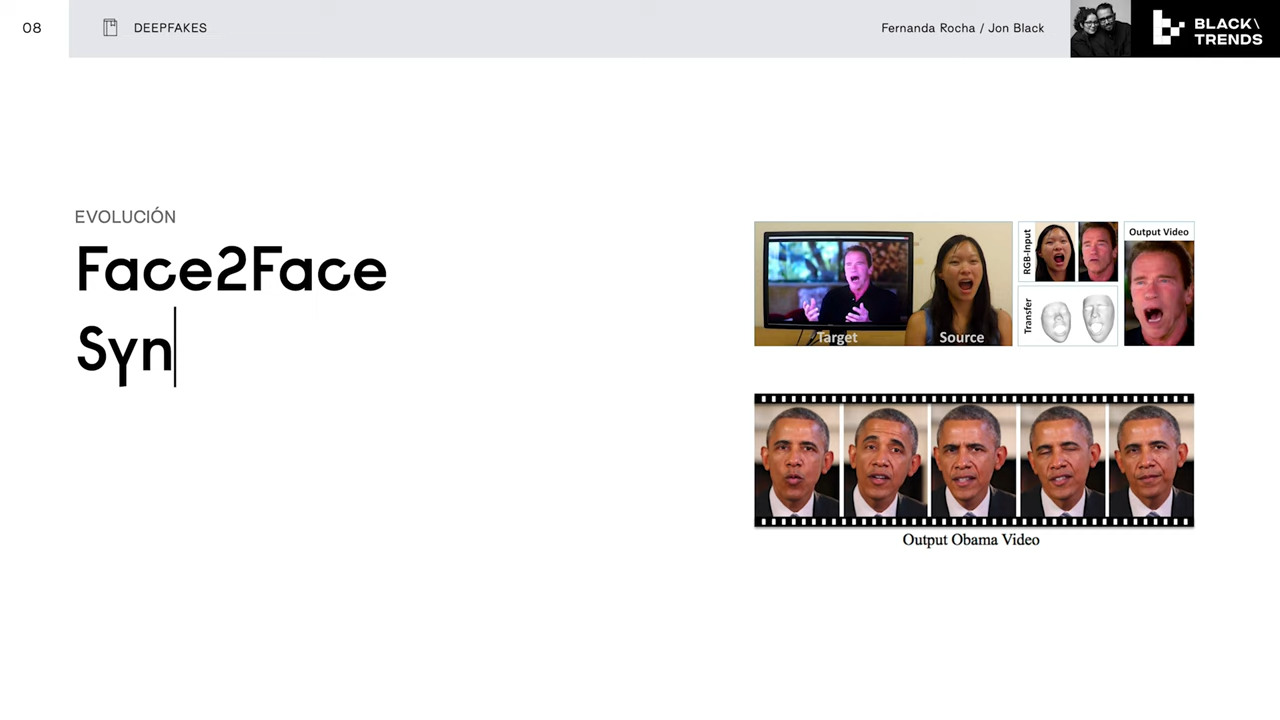 08
DEEPFAKES
Fernanda Rocha / Jon Black
BLACK\
TRENDS
EVOLUCIÓN
Face2Face
Syn
Target
Source
RGB-Input
Transfer
Output Video
Output Obama Video